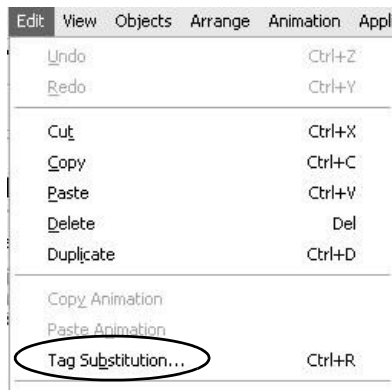 Edit View Objects Arrange Animation Appl
Undo Ctrl+Z
Redo Ctrl+Y
Cut Ctrl+X
Copy Ctrl+C
Paste Ctrl+V
Delete Del
Duplicate Ctrl+D
Copy Animation
Paste Animation
Tag Substitution... Ctrl+R